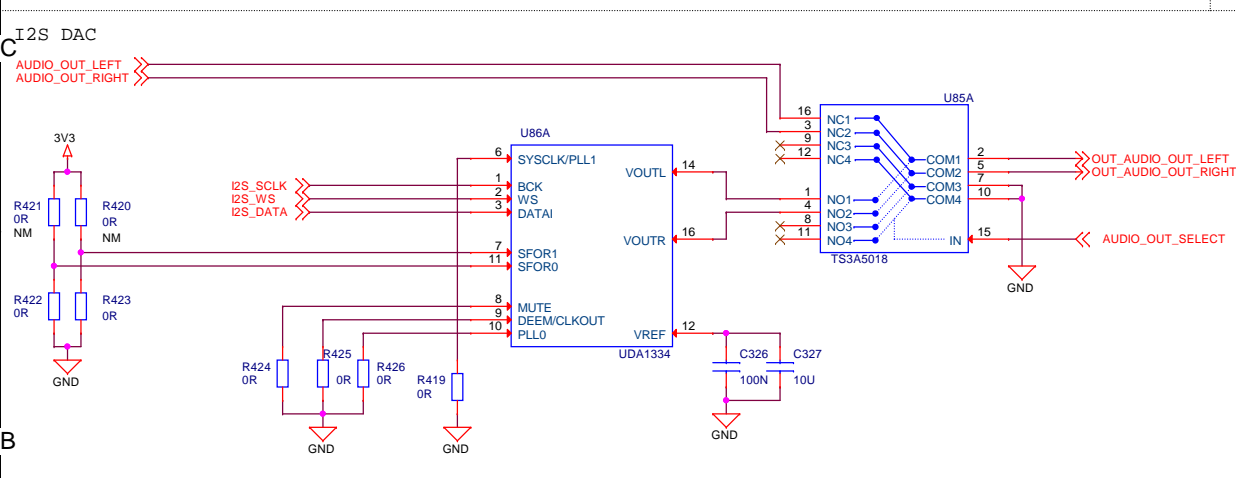 I2S DAC
C
AUDIO_OUT_LEFT
AUDIO_OUT_RIGHT
U85A
16 NC1
3 NC2
9 NC3
12 NC4
COM1 2
COM2 5
COM3 7
COM4 10
OUT_AUDIO_OUT_LEFT
OUT_AUDIO_OUT_RIGHT
1 NO1
4 NO2
8 NO3
11 NO4
IN 15
AUDIO_OUT_SELECT
TS3A5018
GND
U86A
6 SYSCLK/PLL1
I2S_SCLK 1 BCK
I2S_WS 2 WS
I2S_DATA 3 DATAI
7 SFOR1
11 SFOR0
8 MUTE
9 DEEM/CLKOUT
10 PLL0
VOUTL 14
VOUTR 16
VREF 12
UDA1334
3V3
R421
0R
NM
R420
0R
NM
R422
0R
R423
0R
GND
R424
0R
R425
0R
R426
0R
GND
R419
0R
GND
C326
100N
C327
10U
GND
B